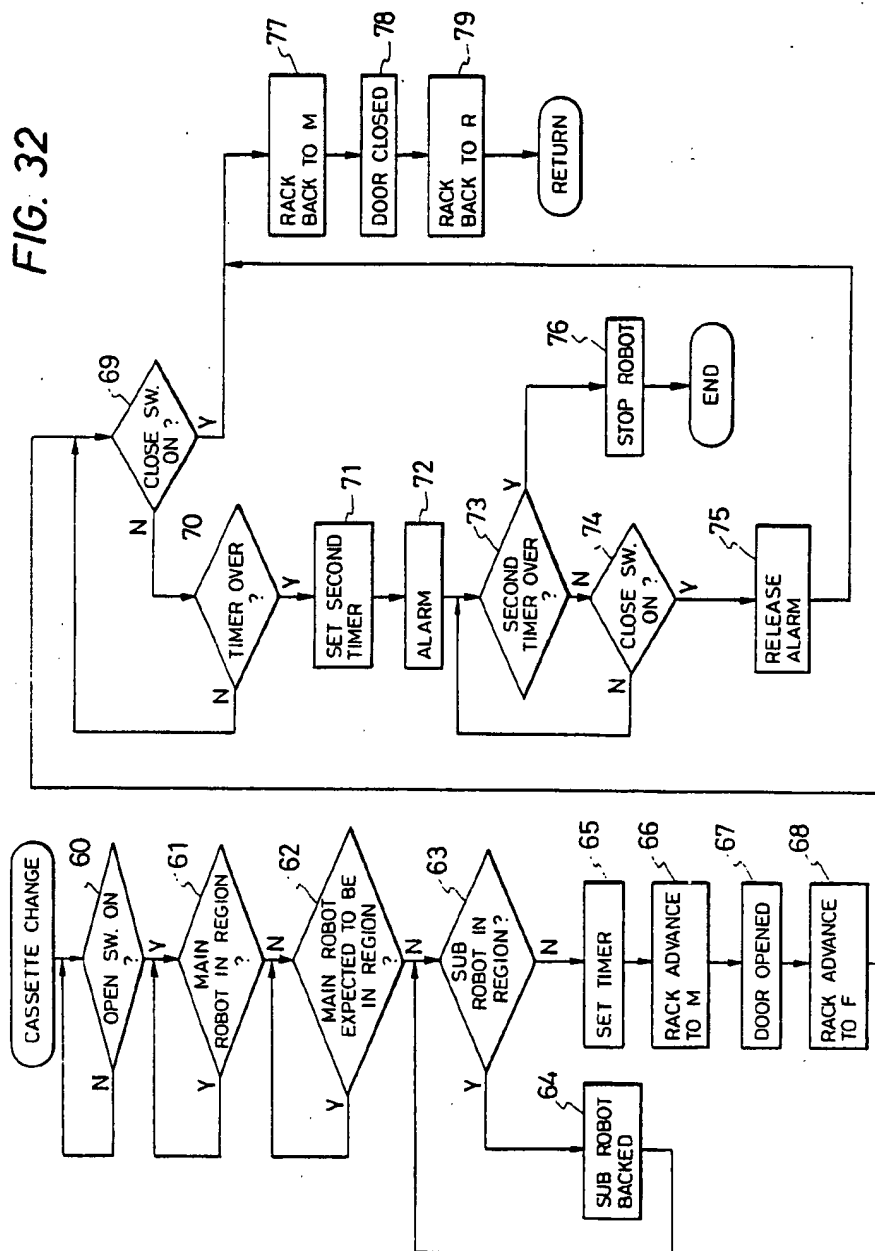 FIG. 32
CASSETTE CHANGE
60
OPEN SW. ON
?
N
Y
61
MAIN
ROBOT IN REGION
?
Y
N
62
MAIN ROBOT
EXPECTED TO BE
IN REGION
?
Y
N
63
SUB
ROBOT IN
REGION?
Y
N
64
SUB ROBOT
BACKED
65
SET TIMER
66
RACK ADVANCE
TO M
67
DOOR OPENED
68
RACK ADVANCE
TO F
69
CLOSE SW.
ON ?
N
Y
70
TIMER OVER
?
N
Y
71
SET SECOND
TIMER
72
ALARM
73
SECOND
TIMER OVER
?
Y
N
74
CLOSE SW.
ON ?
N
Y
75
RELEASE
ALARM
76
STOP ROBOT
END
77
RACK
BACK TO M
78
DOOR CLOSED
79
RACK
BACK TO R
RETURN